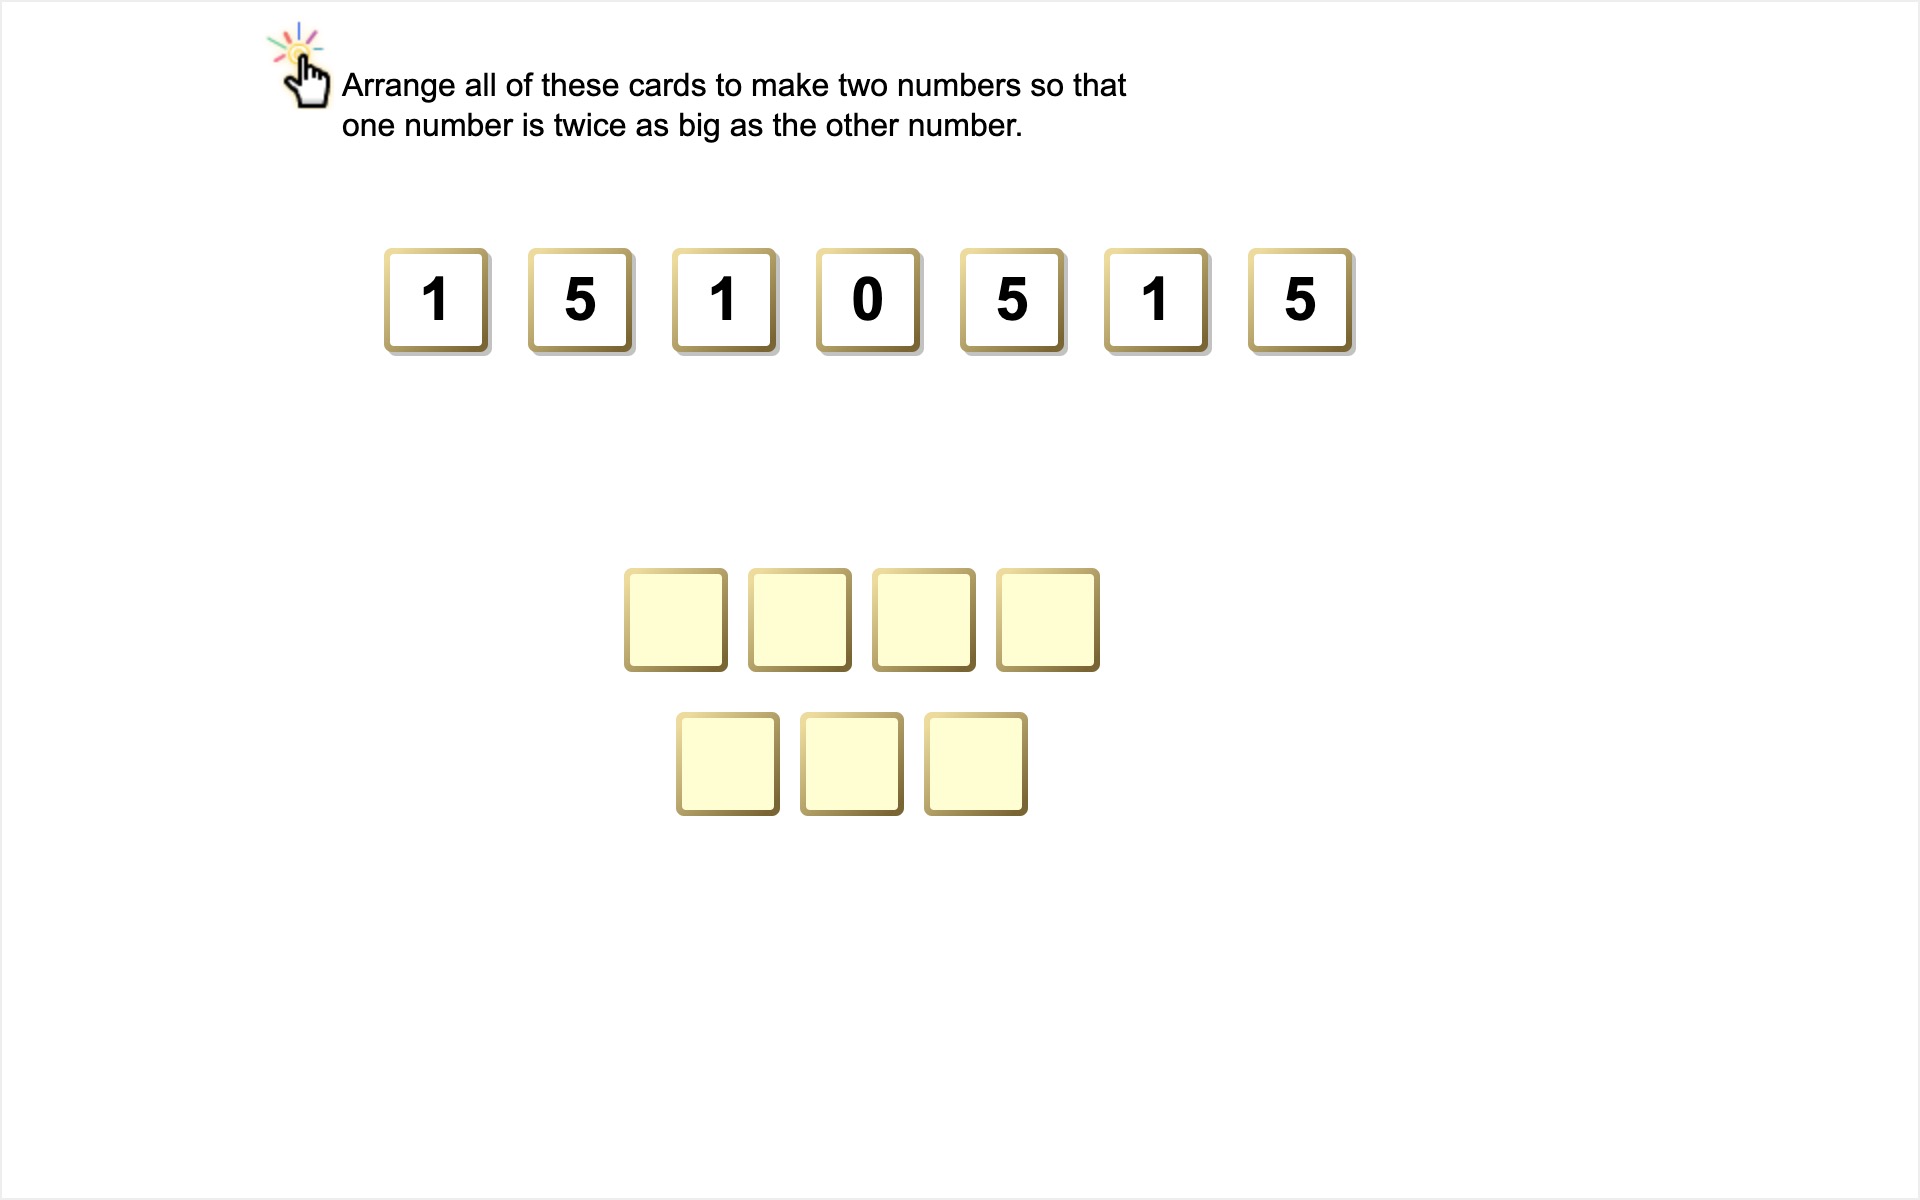 Arrange all of these cards to make two numbers so that
one number is twice as big as the other number.
1 5 1 0 5 1 5